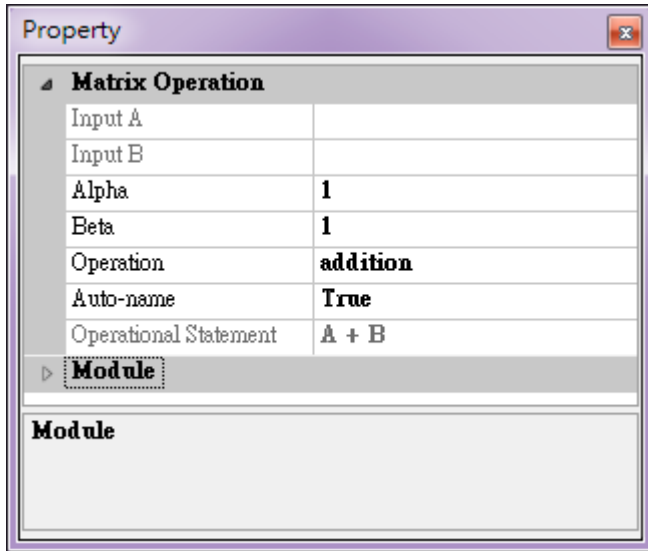 Property
Matrix Operation
Input A
Input B
Alpha 1
Beta 1
Operation addition
Auto-name True
Operational Statement A + B
Module
Module